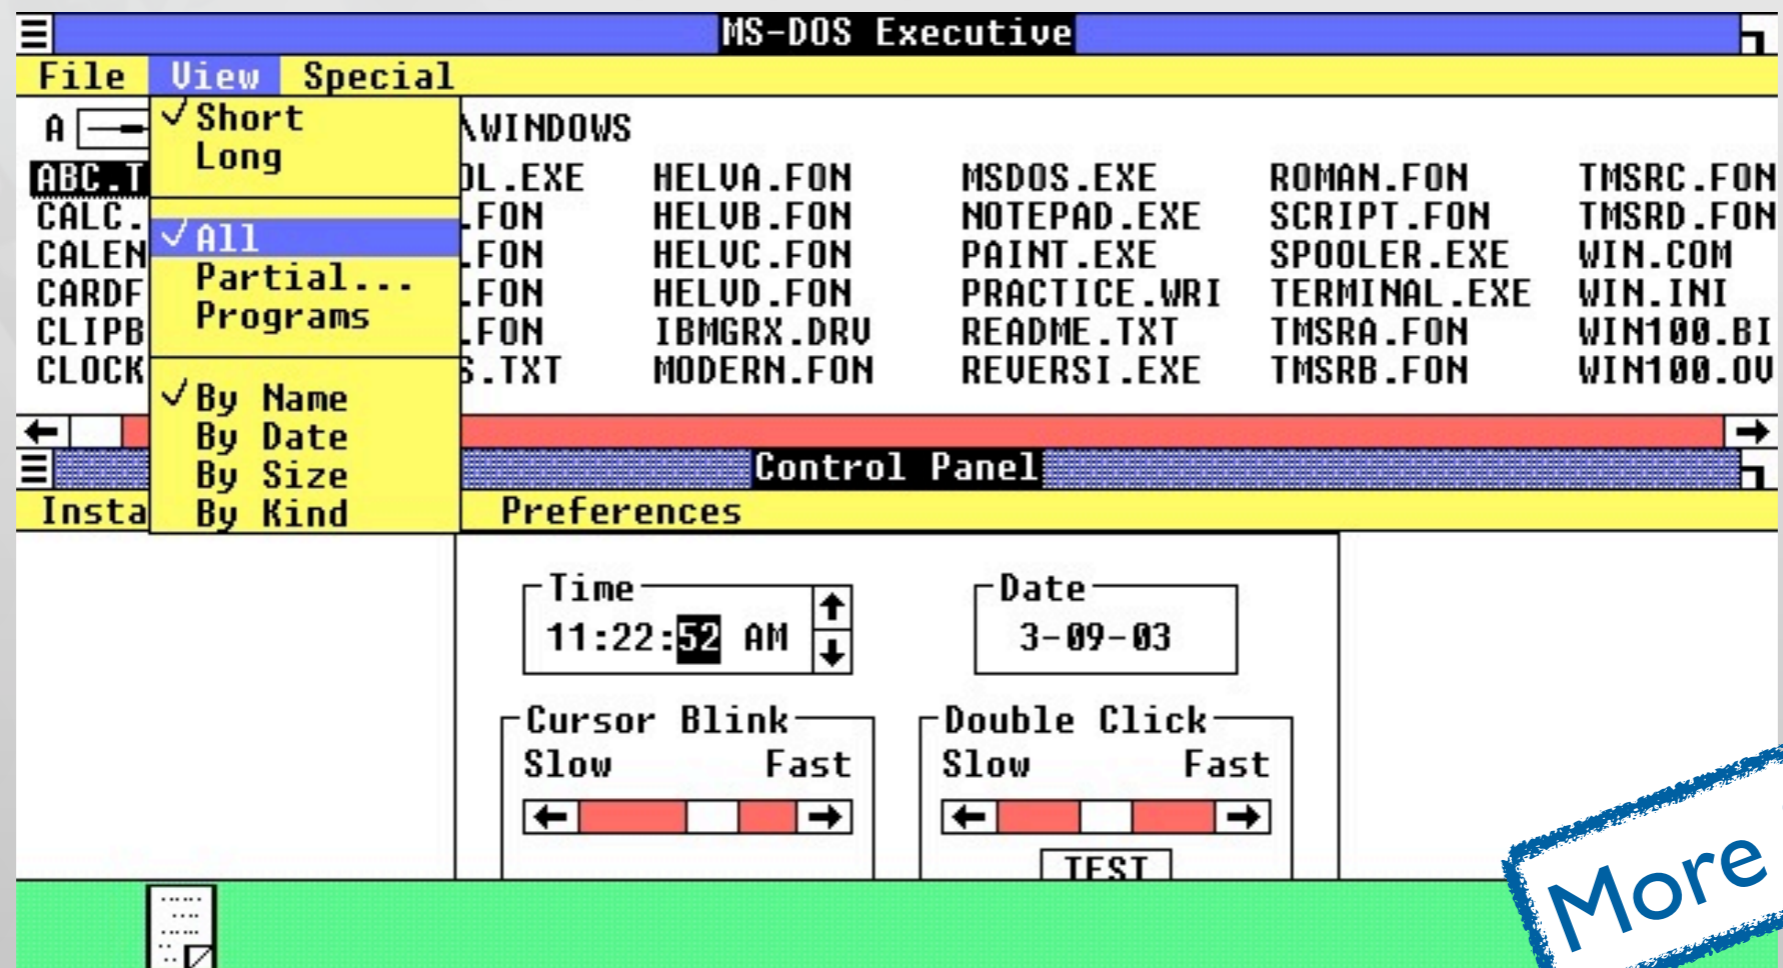 MS-DOS Executive
File View Special
A \WINDOWS
Short
Long
All
Partial...
Programs
By Name
By Date
By Size
By Kind
ABC.T OL.EXE HELVA.FON MSDOS.EXE ROMAN.FON TMSRC.FON
CALC. .FON HELVB.FON NOTEPAD.EXE SCRIPT.FON TMSRD.FON
CALEN .FON HELVC.FON PAINT.EXE SPOOLER.EXE WIN.COM
CARDF .FON HELVD.FON PRACTICE.WRI TERMINAL.EXE WIN.INI
CLIPB .FON IBMGRX.DRV README.TXT TMSRA.FON WIN100.BI
CLOCK S.TXT MODERN.FON REVERSI.EXE TMSRB.FON WIN100.OV
Control Panel
Insta Preferences
Time Date
11:22:52 AM 3-09-03
Cursor Blink Double Click
Slow Fast Slow Fast
TEST
More